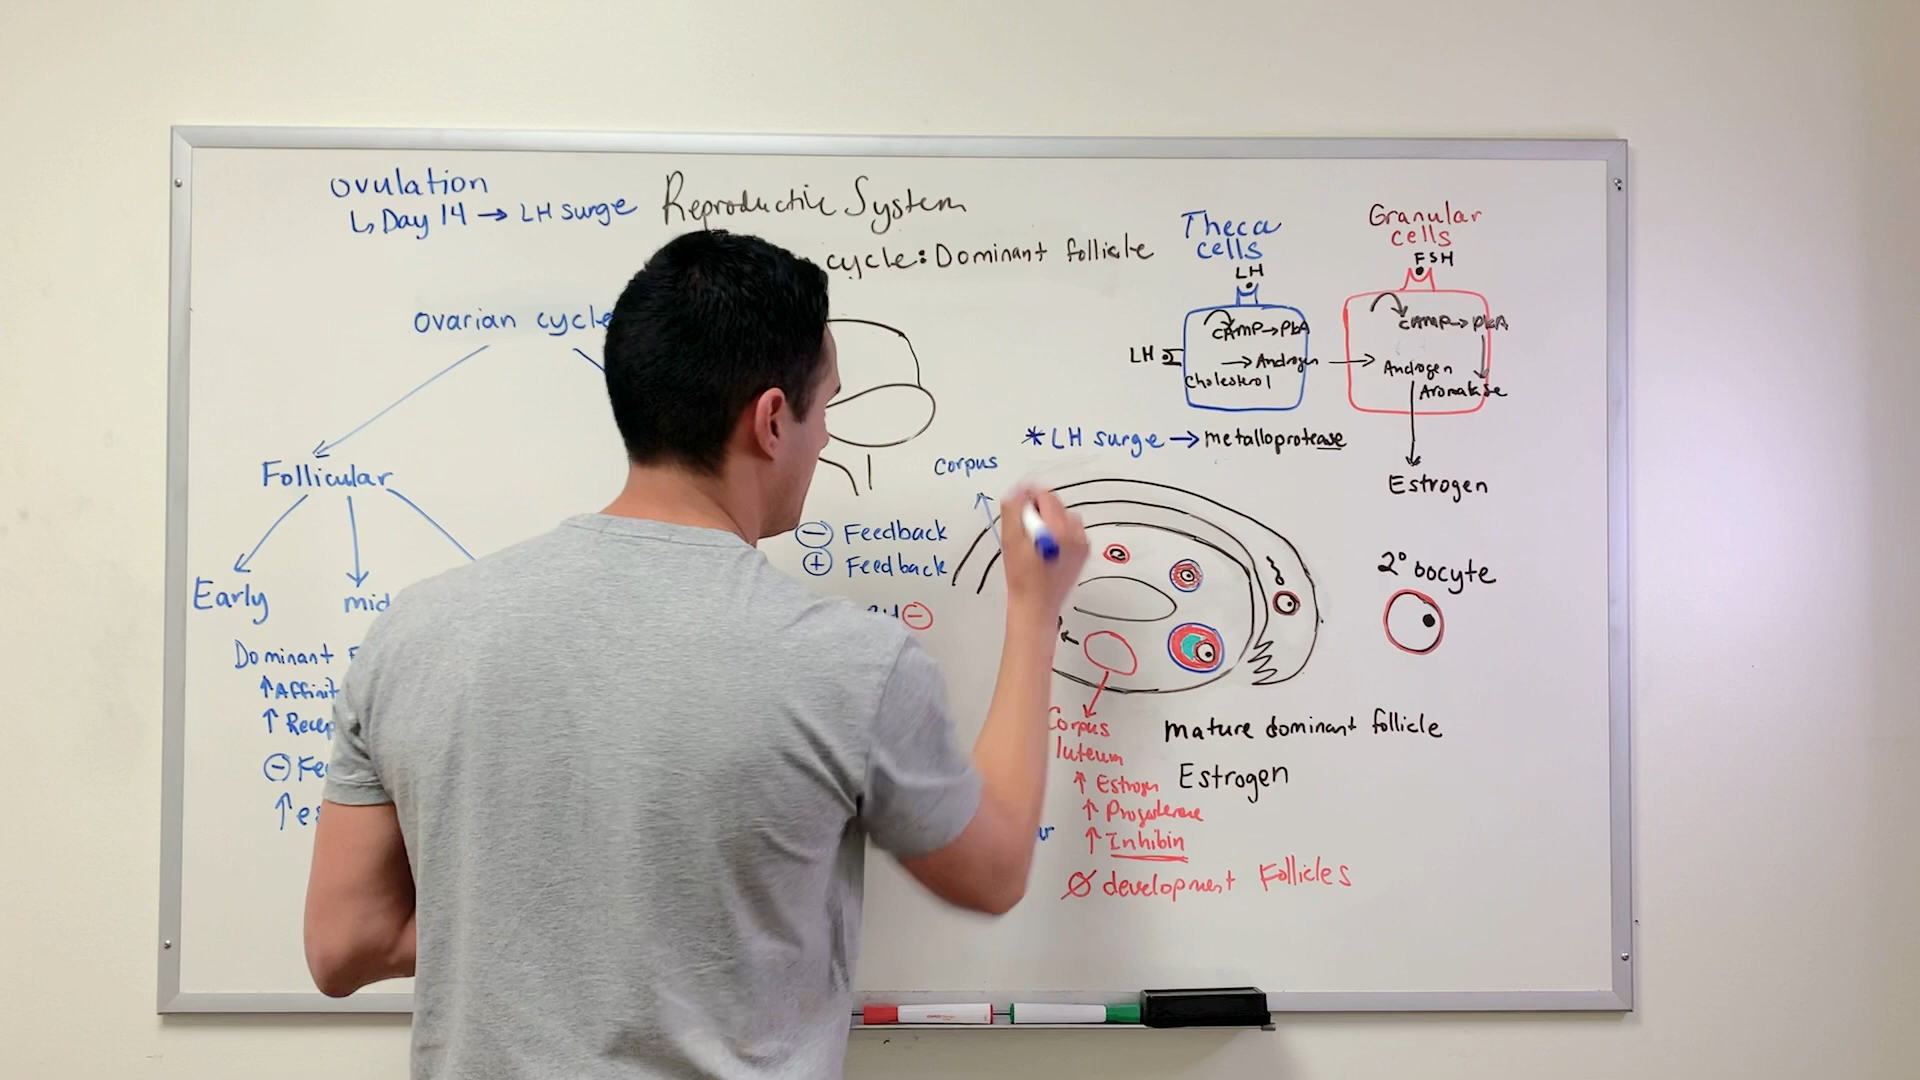 ovulation
↳ Day 14 → LH surge
Reproductive System
cycle: Dominant follicle
ovarian cycle
Follicular
Early
mid
Dominant F
↑ Affinit
↑ Recep
⊖ Fee
↑ es
⊖ Feedback
⊕ Feedback
Theca
cells
LH
cAMP → PKA
LH
→ Androgen
Cholesterol
Granular
cells
FSH
cAMP → PKA
Androgen
Aromatase
Estrogen
* LH surge → metalloprotease
Corpus
2° oocyte
Corpus
luteum
↑ Estrogen
↑ Progesterone
↑ Inhibin
Ø development Follicles
mature dominant follicle
Estrogen